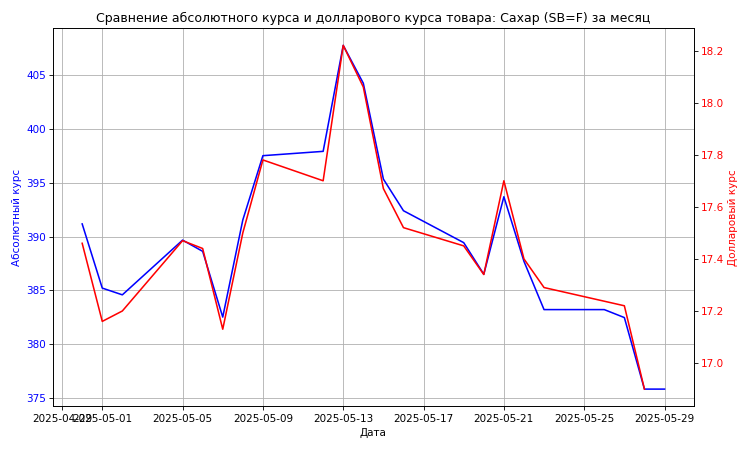 Сравнение абсолютного курса и долларового курса товара: Сахар (SB=F) за месяц
Абсолютный курс
405
400
395
390
385
380
375
18.2
18.0
17.8
17.6
17.4
17.2
17.0
Долларовый курс
2025-04-29 2025-05-01 2025-05-05 2025-05-09 2025-05-13 2025-05-17 2025-05-21 2025-05-25 2025-05-29
Дата